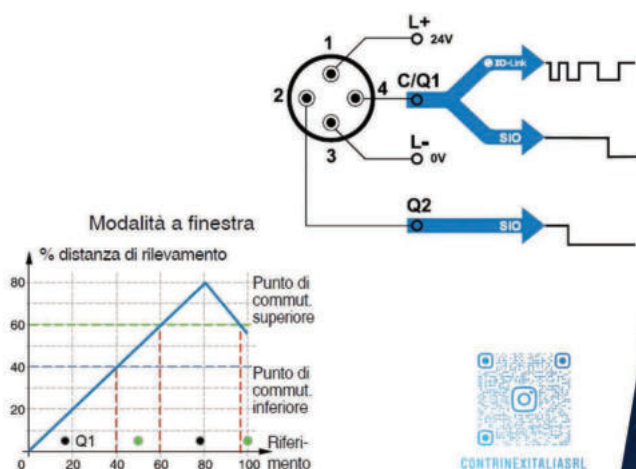 L+
24V
1
IO-Link
2
4
C/Q1
3
L-
0V
SIO
Q2
SIO
Modalità a finestra
% distanza di rilevamento
80
60
40
20
0
20
40
60
80
100
Punto di
commut.
superiore
Punto di
commut.
inferiore
Q1
Riferi-
mento
CONTRINEXITALIASRL